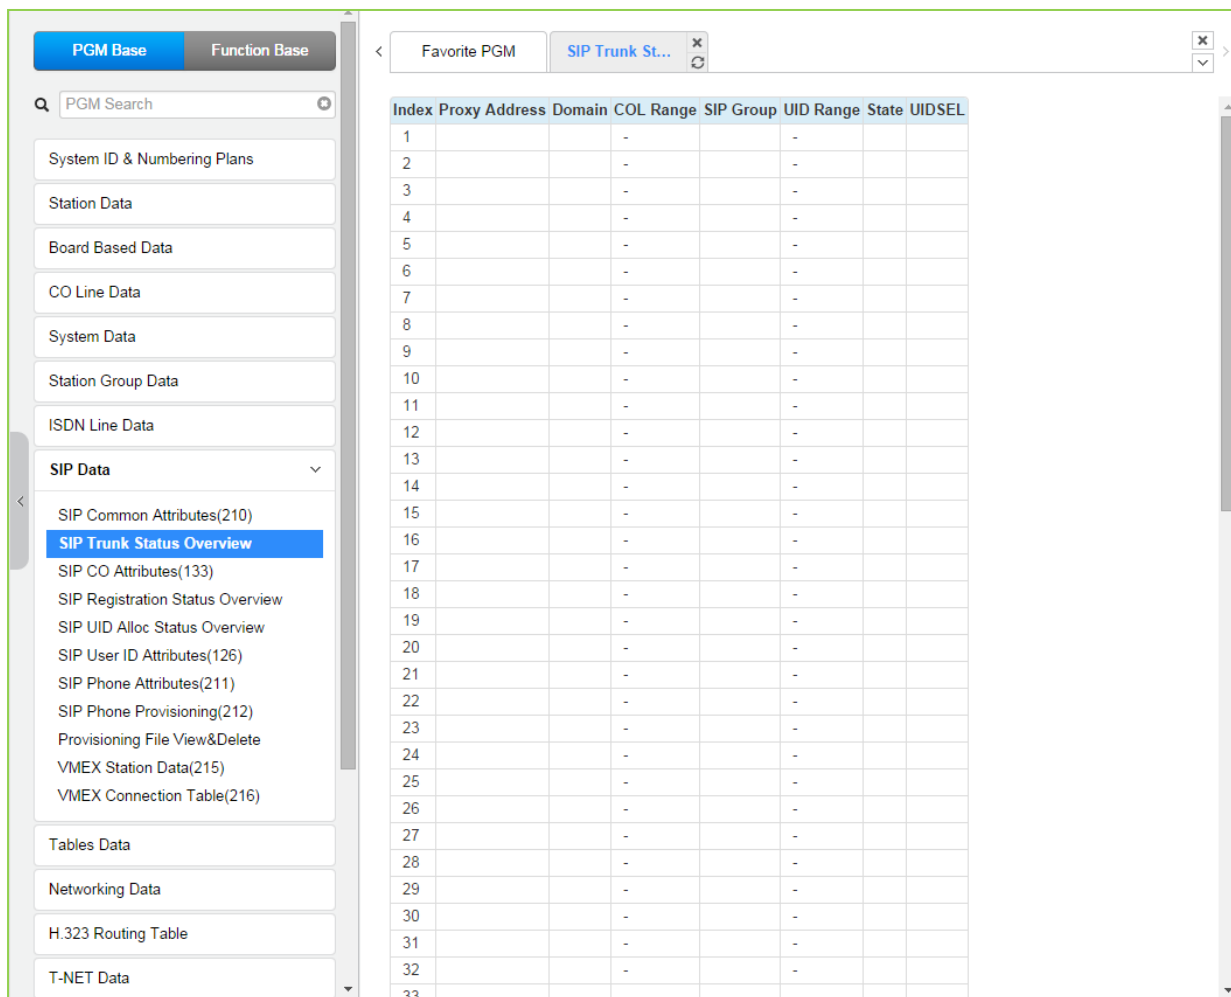 PGM Base Function Base
PGM Search
System ID & Numbering Plans
Station Data
Board Based Data
CO Line Data
System Data
Station Group Data
ISDN Line Data
SIP Data
SIP Common Attributes(210)
SIP Trunk Status Overview
SIP CO Attributes(133)
SIP Registration Status Overview
SIP UID Alloc Status Overview
SIP User ID Attributes(126)
SIP Phone Attributes(211)
SIP Phone Provisioning(212)
Provisioning File View&Delete
VMEX Station Data(215)
VMEX Connection Table(216)
Tables Data
Networking Data
H.323 Routing Table
T-NET Data
Favorite PGM SIP Trunk St...
Index Proxy Address Domain COL Range SIP Group UID Range State UIDSEL
1 - -
2 - -
3 - -
4 - -
5 - -
6 - -
7 - -
8 - -
9 - -
10 - -
11 - -
12 - -
13 - -
14 - -
15 - -
16 - -
17 - -
18 - -
19 - -
20 - -
21 - -
22 - -
23 - -
24 - -
25 - -
26 - -
27 - -
28 - -
29 - -
30 - -
31 - -
32 - -
33